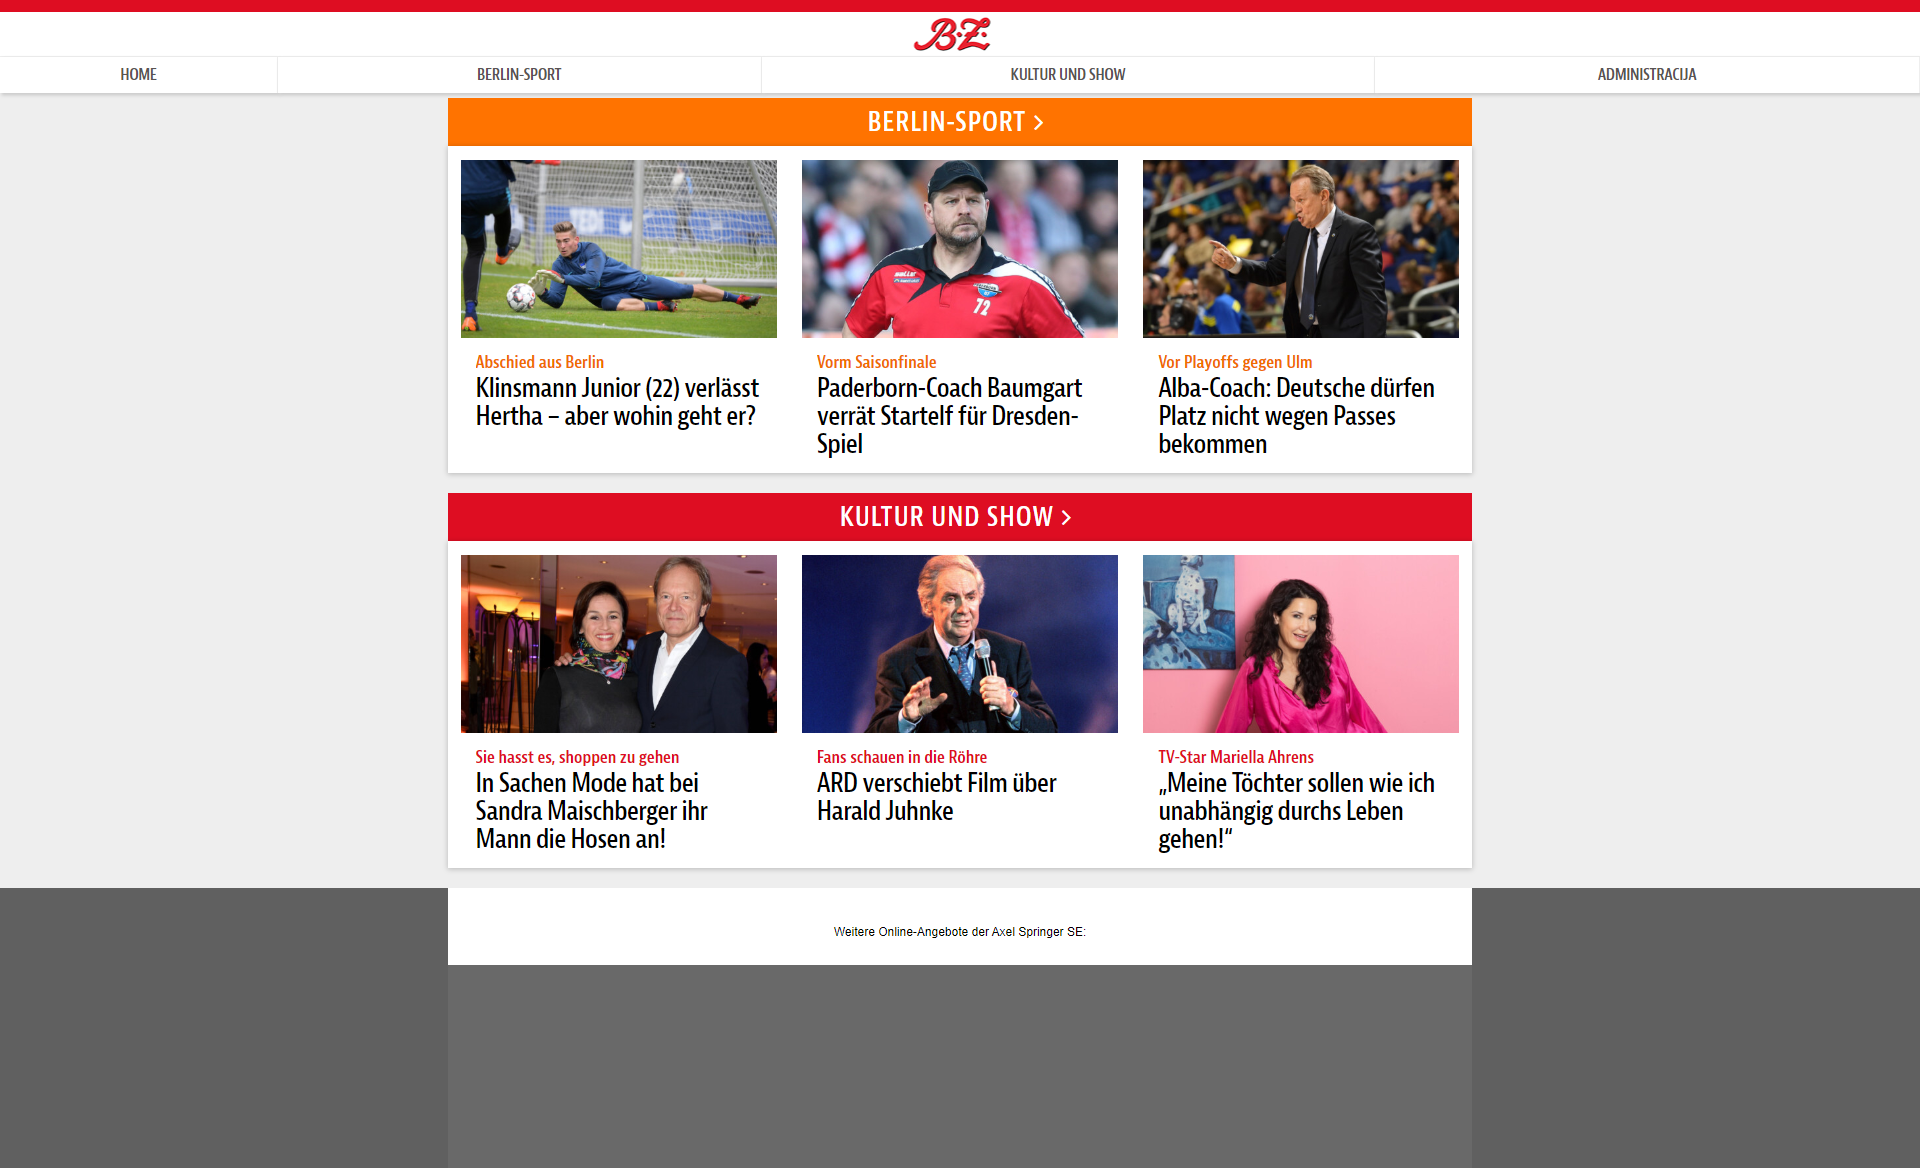 B.Z.
HOME
BERLIN-SPORT
KULTUR UND SHOW
ADMINISTRACIJA
BERLIN-SPORT >
72
Abschied aus Berlin
Klinsmann Junior (22) verlässt
Hertha – aber wohin geht er?
Vorm Saisonfinale
Paderborn-Coach Baumgart
verrät Startelf für Dresden-
Spiel
Vor Playoffs gegen Ulm
Alba-Coach: Deutsche dürfen
Platz nicht wegen Passes
bekommen
KULTUR UND SHOW >
Sie hasst es, shoppen zu gehen
In Sachen Mode hat bei
Sandra Maischberger ihr
Mann die Hosen an!
Fans schauen in die Röhre
ARD verschiebt Film über
Harald Juhnke
TV-Star Mariella Ahrens
„Meine Töchter sollen wie ich
unabhängig durchs Leben
gehen!“
Weitere Online-Angebote der Axel Springer SE: